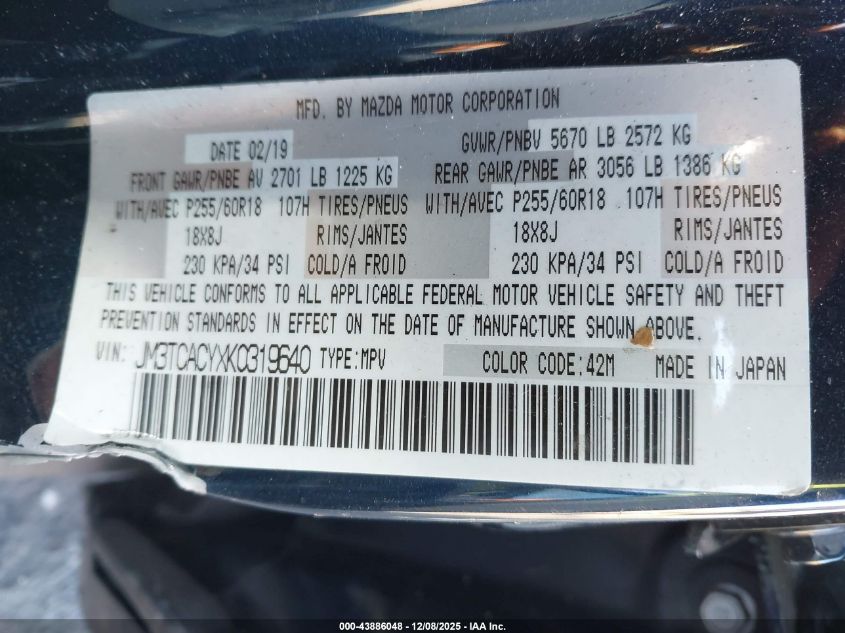 MFD. BY MAZDA MOTOR CORPORATION
DATE 02/19 GVWR/PNBV 5670 LB 2572 KG
FRONT GAWR/PNBE AV 2701 LB 1225 KG REAR GAWR/PNBE AR 3056 LB 1386 KG
WITH/AVEC P255/60R18 107H TIRES/PNEUS WITH/AVEC P255/60R18 107H TIRES/PNEUS
18X8J RIMS/JANTES 18X8J RIMS/JANTES
230 KPA/34 PSI COLD/A FROID 230 KPA/34 PSI COLD/A FROID
THIS VEHICLE CONFORMS TO ALL APPLICABLE FEDERAL MOTOR VEHICLE SAFETY AND THEFT
PREVENTION STANDARDS IN EFFECT ON THE DATE OF MANUFACTURE SHOWN ABOVE.
VIN: JM3TCACYXK0319640 TYPE:MPV COLOR CODE:42M MADE IN JAPAN
000-43886048 - 12/08/2025 - IAA Inc.